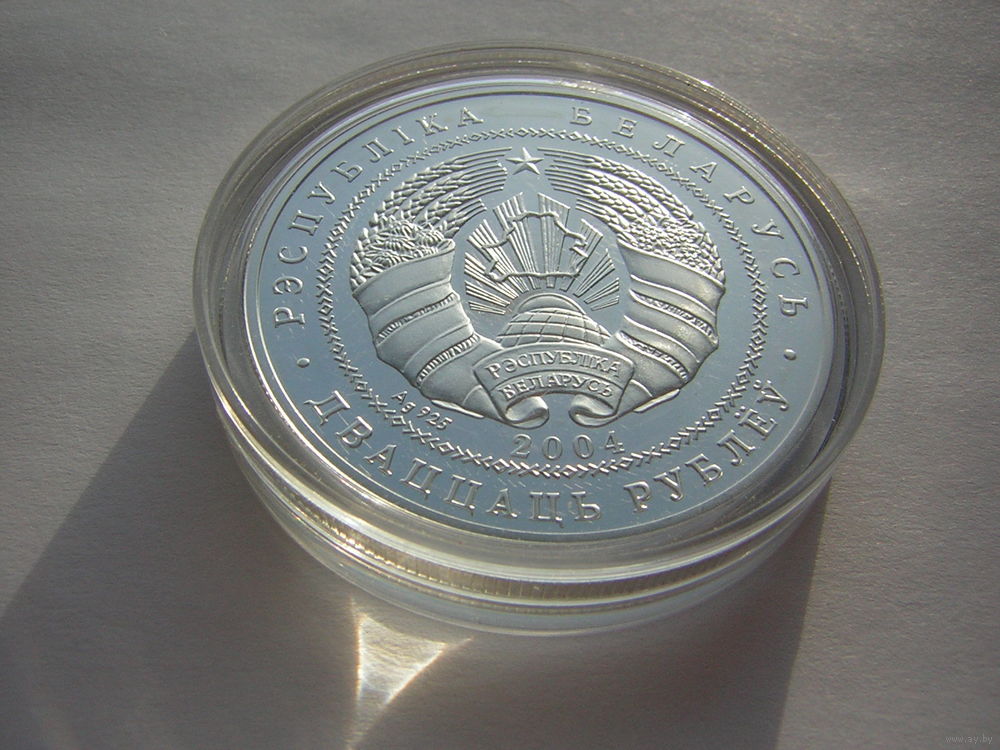 РЭСПУБЛІКА БЕЛАРУСЬ
РЭСПУБЛІКА
БЕЛАРУСЬ
Ag 925
2004
· ДВАЦЦАЦЬ РУБЛЁЎ ·
www.ay.by